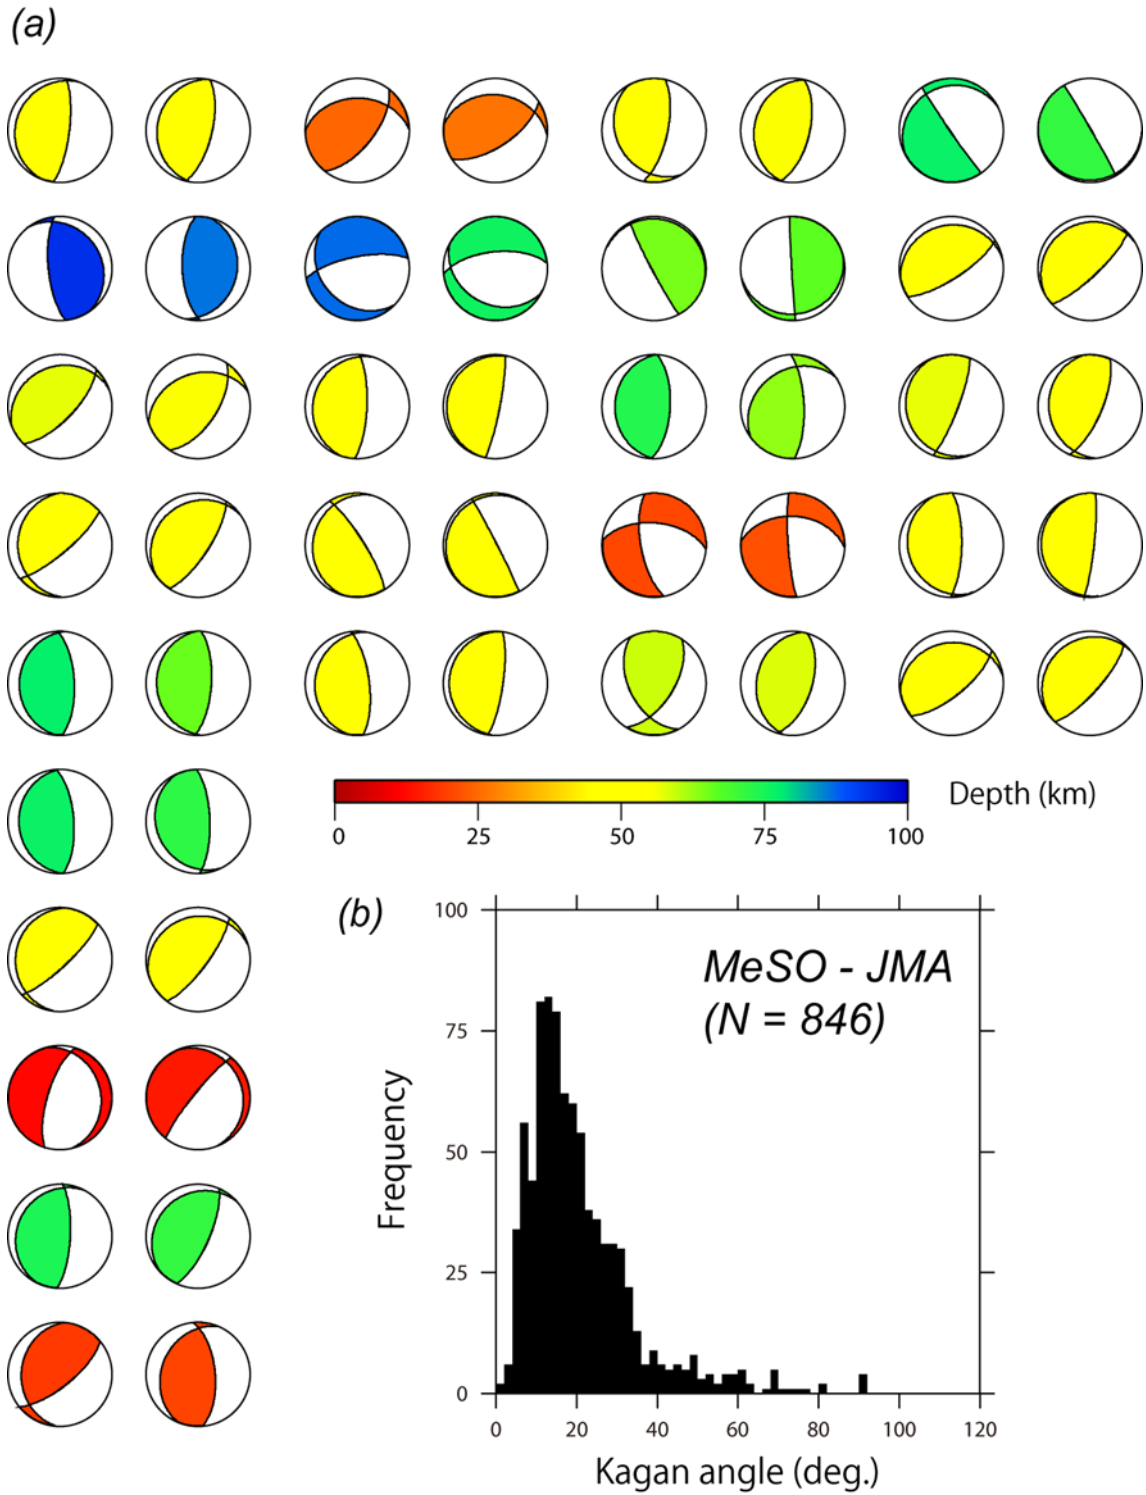 (a)
Depth (km)
0 25 50 75 100
(b)
MeSO - JMA
(N = 846)
Frequency
100
75
50
25
0
0 20 40 60 80 100 120
Kagan angle (deg.)